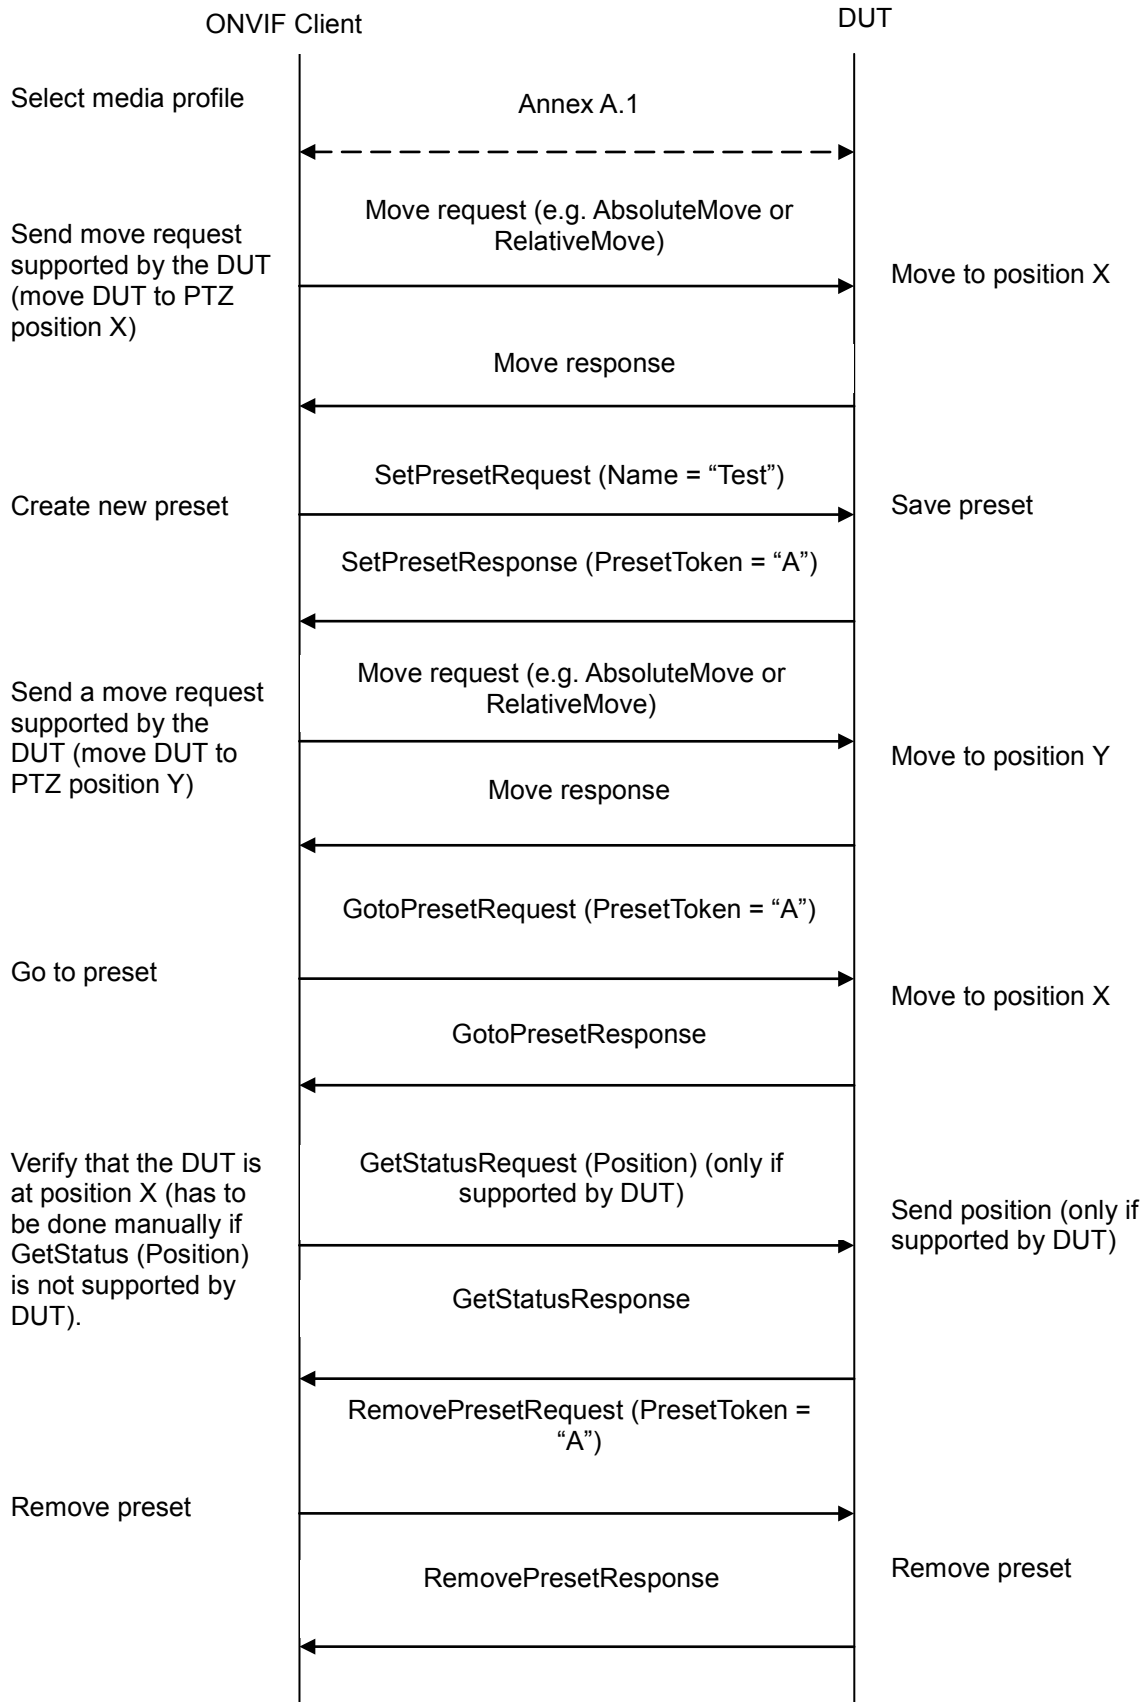 ONVIF Client
DUT
Select media profile
Annex A.1
Move request (e.g. AbsoluteMove or
RelativeMove)
Send move request
supported by the DUT
(move DUT to PTZ
position X)
Move to position X
Move response
SetPresetRequest (Name = “Test”)
Create new preset
Save preset
SetPresetResponse (PresetToken = “A”)
Move request (e.g. AbsoluteMove or
RelativeMove)
Send a move request
supported by the
DUT (move DUT to
PTZ position Y)
Move to position Y
Move response
GotoPresetRequest (PresetToken = “A”)
Go to preset
Move to position X
GotoPresetResponse
Verify that the DUT is
at position X (has to
be done manually if
GetStatus (Position)
is not supported by
DUT).
GetStatusRequest (Position) (only if
supported by DUT)
Send position (only if
supported by DUT)
GetStatusResponse
RemovePresetRequest (PresetToken =
“A”)
Remove preset
RemovePresetResponse
Remove preset